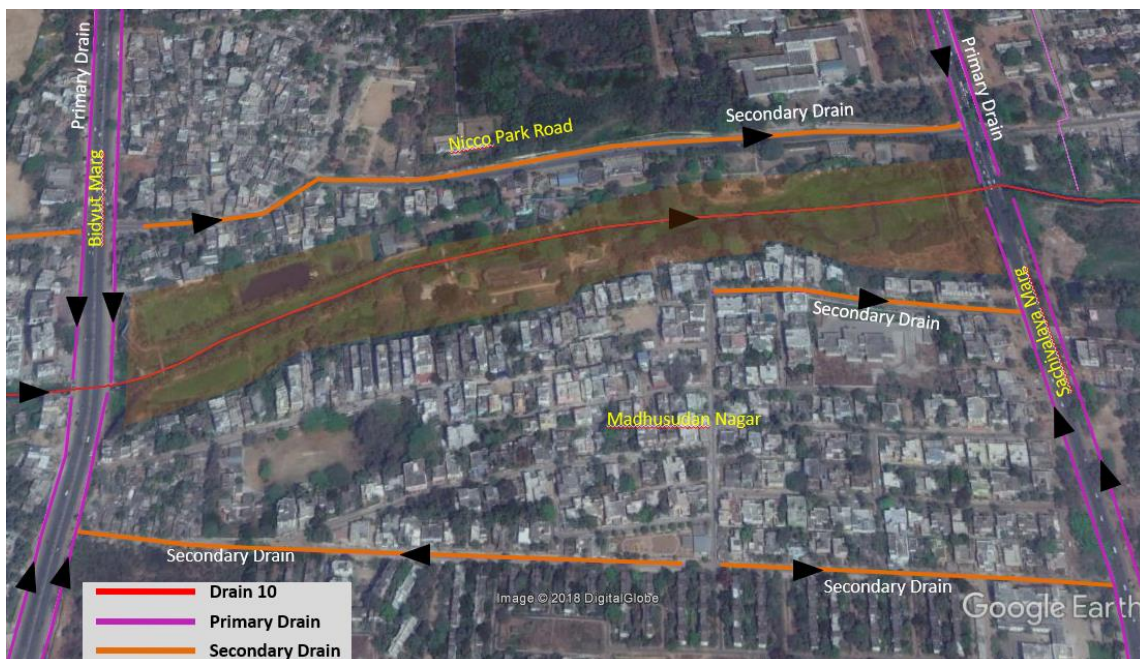 Primary Drain
Primary Drain
Secondary Drain
Nicco Park Road
Bidyut Marg
Secondary Drain
Sachivalaya Marg
Madhusudan Nagar
Secondary Drain
Secondary Drain
Drain 10
Primary Drain
Secondary Drain
Image © 2018 DigitalGlobe
Google Earth